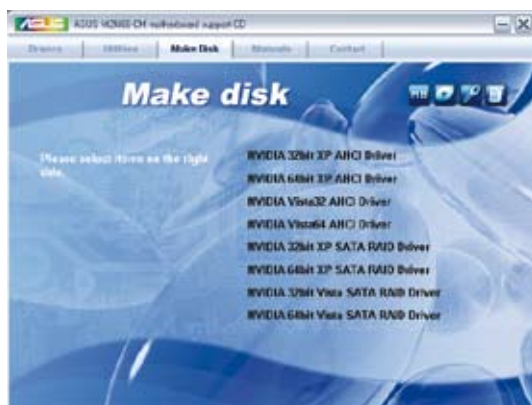 ASUS
ASUS M2N68-CM motherboard support CD
Drivers
Utilities
Make Disk
Manuals
Contact
Make disk
Please select items on the right
side.
NVIDIA 32bit XP AHCI Driver
NVIDIA 64bit XP AHCI Driver
NVIDIA Vista32 AHCI Driver
NVIDIA Vista64 AHCI Driver
NVIDIA 32bit XP SATA RAID Driver
NVIDIA 64bit XP SATA RAID Driver
NVIDIA 32bit Vista SATA RAID Driver
NVIDIA 64bit Vista SATA RAID Driver